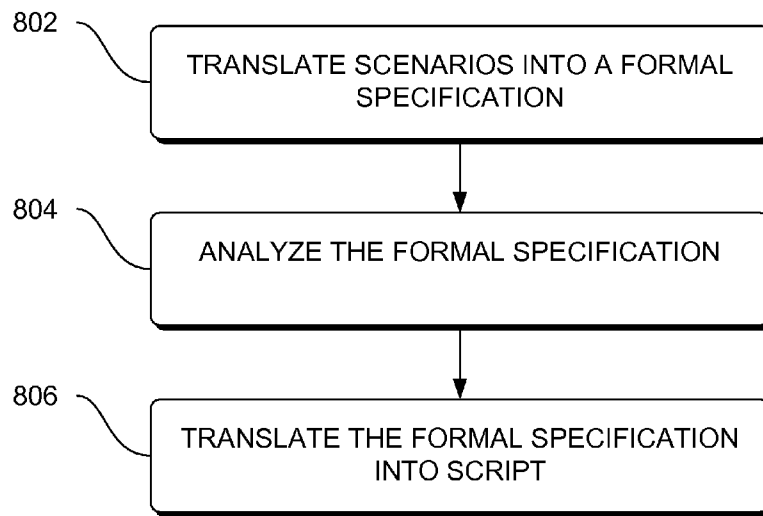 802
TRANSLATE SCENARIOS INTO A FORMAL
SPECIFICATION
804
ANALYZE THE FORMAL SPECIFICATION
806
TRANSLATE THE FORMAL SPECIFICATION
INTO SCRIPT